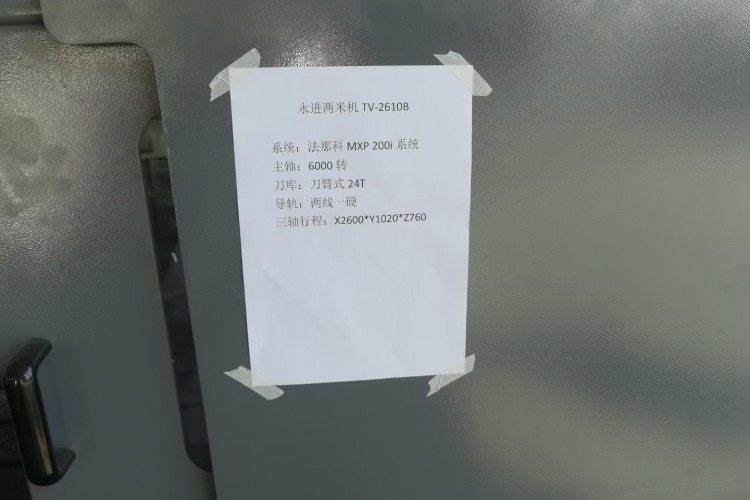 永进两米机 TV-2610B
系统：法那科 MXP 200i 系统
主轴：6000 转
刀库：刀臂式 24T
导轨：两线一硬
三轴行程：X2600*Y1020*Z760